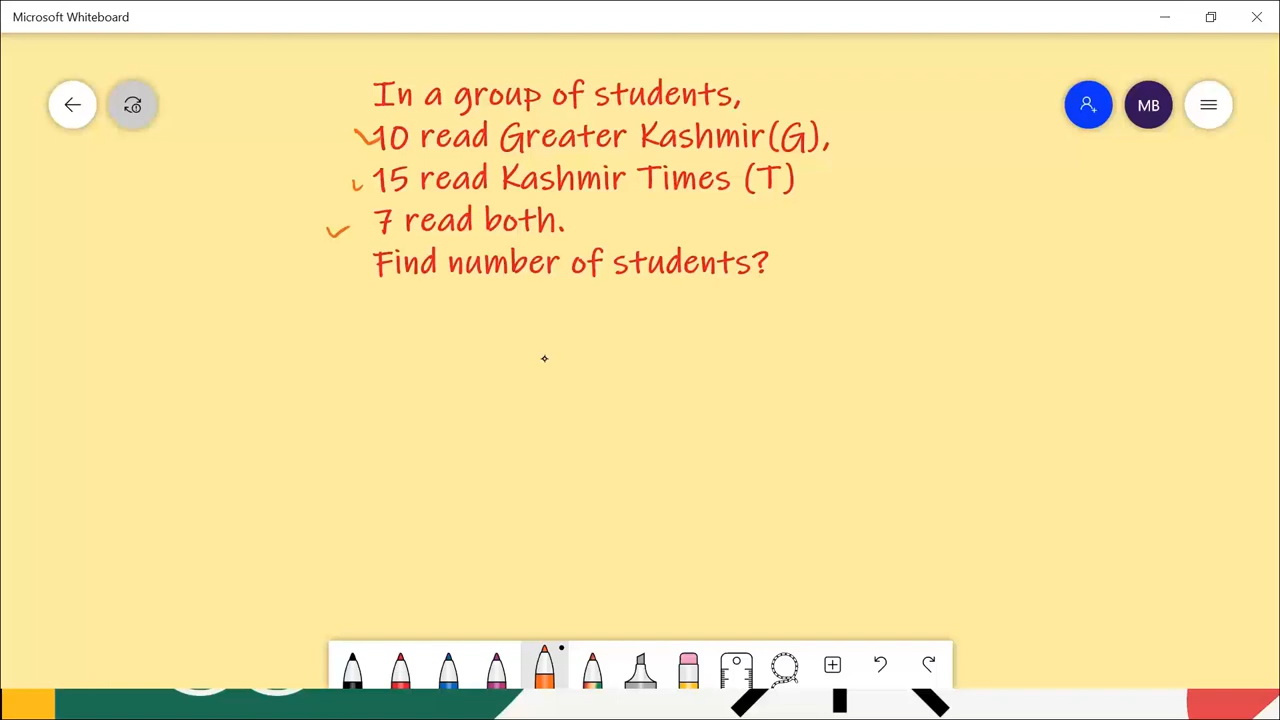 Microsoft Whiteboard
In a group of students,
10 read Greater Kashmir(G),
MB
15 read Kashmir Times (T)
7 read both.
Find number of students?